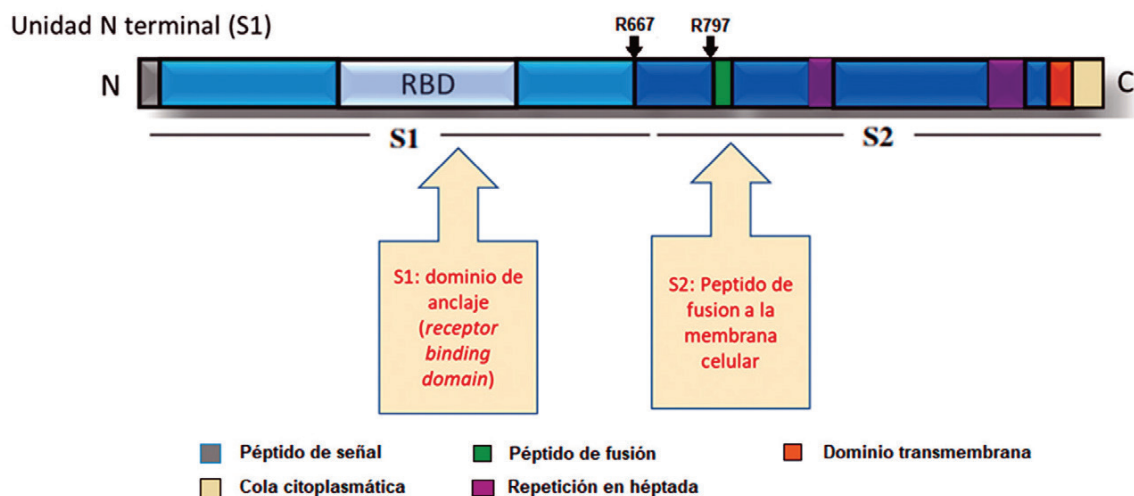 Unidad N terminal (S1)
R667
R797
N
RBD
C
S1
S2
S1: dominio de
anclaje
(receptor
binding
domain)
S2: Peptido de
fusion a la
membrana
celular
Péptido de señal
Péptido de fusión
Dominio transmembrana
Cola citoplasmática
Repetición en héptada